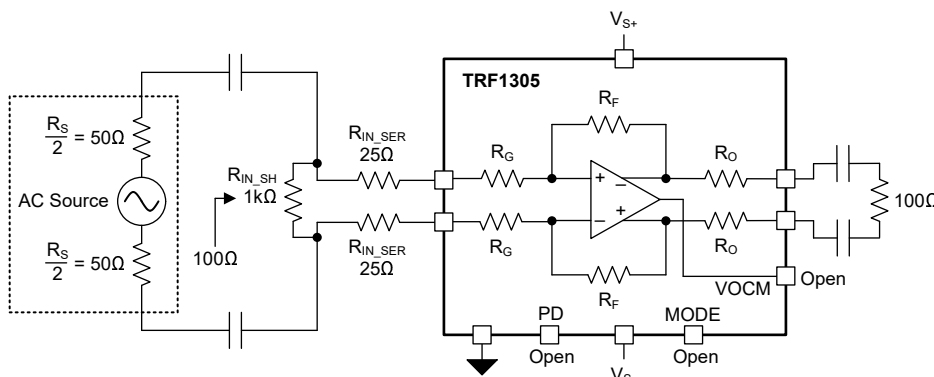 V_S+
TRF1305
R_S/2 = 50Ω
AC Source
R_S/2 = 50Ω
100Ω
R_IN_SH
1kΩ
R_IN_SER
25Ω
R_IN_SER
25Ω
R_G
R_G
R_F
+
−
−
+
R_F
R_O
R_O
100Ω
VOCM
Open
PD
Open
MODE
Open